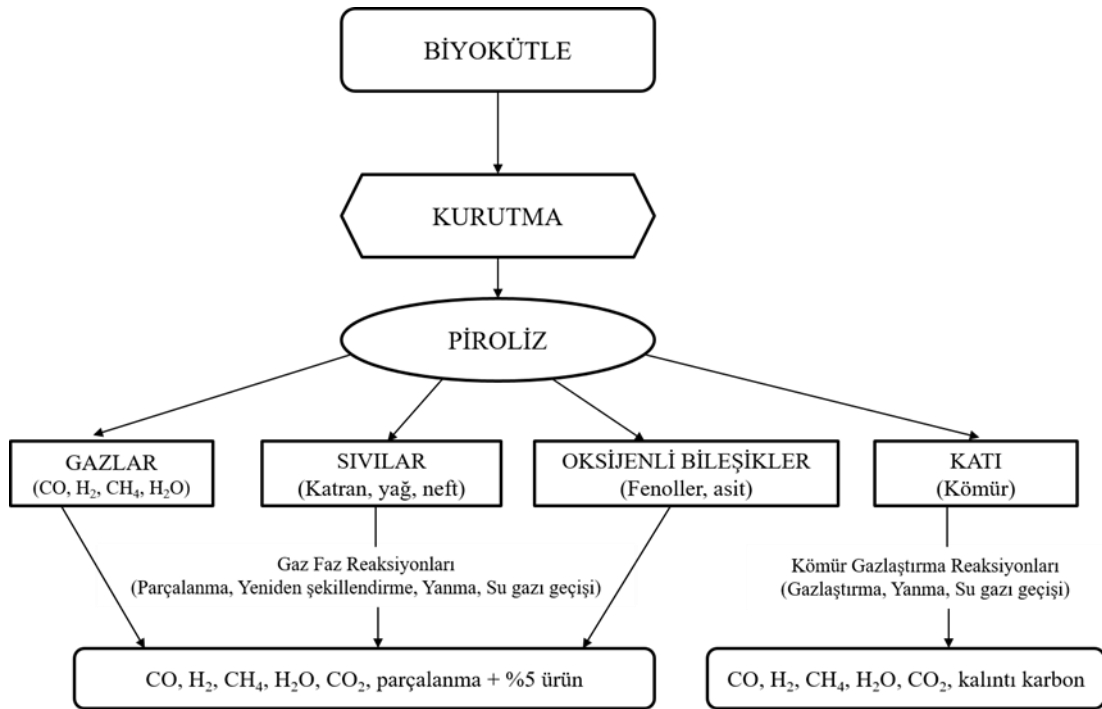 BİYOKÜTLE
KURUTMA
PİROLİZ
GAZLAR
(CO, H₂, CH₄, H₂O)
SIVILAR
(Katran, yağ, neft)
OKSİJENLİ BİLEŞİKLER
(Fenoller, asit)
KATI
(Kömür)
Gaz Faz Reaksiyonları
(Parçalanma, Yeniden şekillendirme, Yanma, Su gazı geçişi)
Kömür Gazlaştırma Reaksiyonları
(Gazlaştırma, Yanma, Su gazı geçişi)
CO, H₂, CH₄, H₂O, CO₂, parçalanma + %5 ürün
CO, H₂, CH₄, H₂O, CO₂, kalıntı karbon